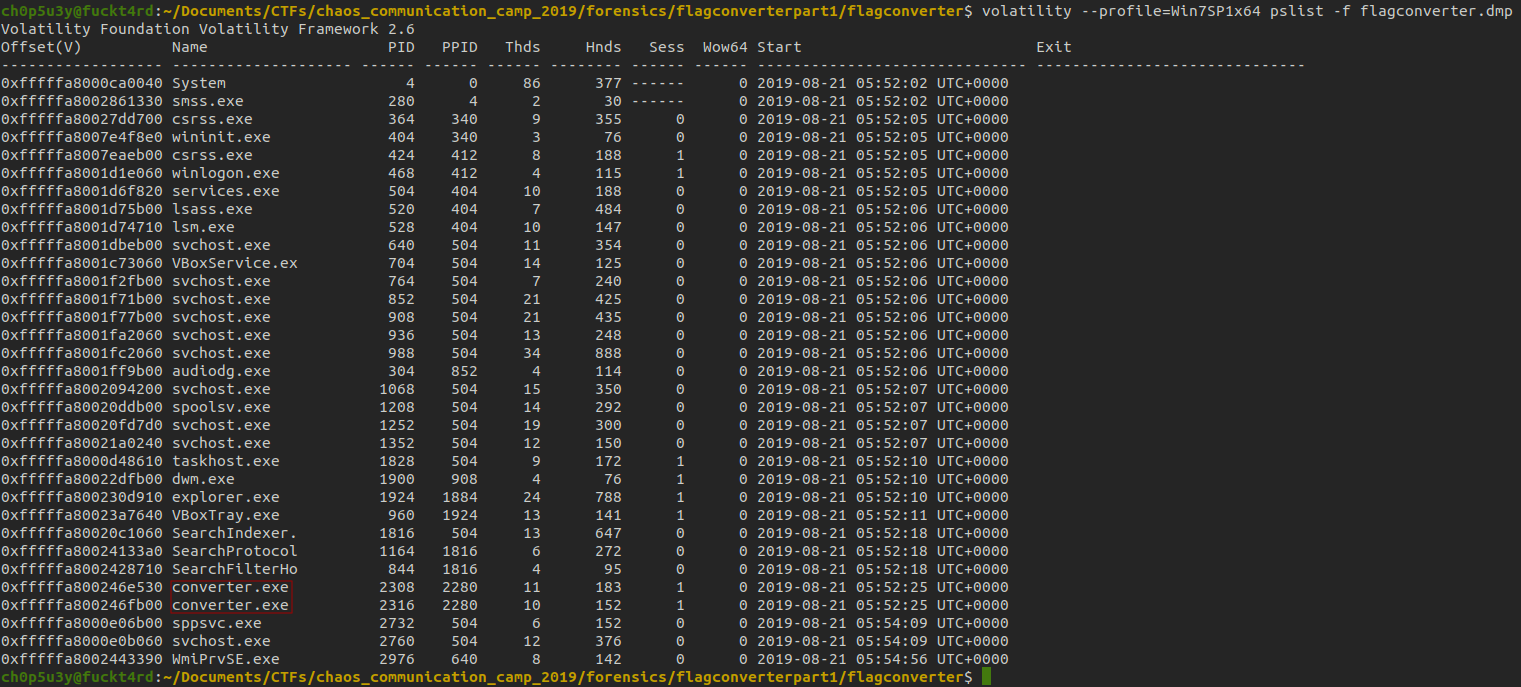 ch0p5u3y@fuckt4rd:~/Documents/CTFs/chaos_communication_camp_2019/forensics/flagconverterpart1/flagconverter$ volatility --profile=Win7SP1x64 pslist -f flagconverter.dmp
Volatility Foundation Volatility Framework 2.6
Offset(V)          Name                    PID   PPID   Thds     Hnds   Sess  Wow64 Start                          Exit
------------------ -------------------- ------ ------ ------ -------- ------ ------ ------------------------------ ------------------------------
0xfffffa8000ca0040 System                    4      0     86      377 ------      0 2019-08-21 05:52:02 UTC+0000
0xfffffa8002861330 smss.exe                280      4      2       30 ------      0 2019-08-21 05:52:02 UTC+0000
0xfffffa80027dd700 csrss.exe               364    340      9      355      0      0 2019-08-21 05:52:05 UTC+0000
0xfffffa8007e4f8e0 wininit.exe             404    340      3       76      0      0 2019-08-21 05:52:05 UTC+0000
0xfffffa8007eaeb00 csrss.exe               424    412      8      188      1      0 2019-08-21 05:52:05 UTC+0000
0xfffffa8001d1e060 winlogon.exe            468    412      4      115      1      0 2019-08-21 05:52:05 UTC+0000
0xfffffa8001d6f820 services.exe            504    404     10      188      0      0 2019-08-21 05:52:05 UTC+0000
0xfffffa8001d75b00 lsass.exe               520    404      7      484      0      0 2019-08-21 05:52:06 UTC+0000
0xfffffa8001d74710 lsm.exe                 528    404     10      147      0      0 2019-08-21 05:52:06 UTC+0000
0xfffffa8001dbeb00 svchost.exe             640    504     11      354      0      0 2019-08-21 05:52:06 UTC+0000
0xfffffa8001c73060 VBoxService.ex          704    504     14      125      0      0 2019-08-21 05:52:06 UTC+0000
0xfffffa8001f2fb00 svchost.exe             764    504      7      240      0      0 2019-08-21 05:52:06 UTC+0000
0xfffffa8001f71b00 svchost.exe             852    504     21      425      0      0 2019-08-21 05:52:06 UTC+0000
0xfffffa8001f77b00 svchost.exe             908    504     21      435      0      0 2019-08-21 05:52:06 UTC+0000
0xfffffa8001fa2060 svchost.exe             936    504     13      248      0      0 2019-08-21 05:52:06 UTC+0000
0xfffffa8001fc2060 svchost.exe             988    504     34      888      0      0 2019-08-21 05:52:06 UTC+0000
0xfffffa8001ff9b00 audiodg.exe             304    852      4      114      0      0 2019-08-21 05:52:06 UTC+0000
0xfffffa8002094200 svchost.exe            1068    504     15      350      0      0 2019-08-21 05:52:07 UTC+0000
0xfffffa80020ddb00 spoolsv.exe            1208    504     14      292      0      0 2019-08-21 05:52:07 UTC+0000
0xfffffa80020fd7d0 svchost.exe            1252    504     19      300      0      0 2019-08-21 05:52:07 UTC+0000
0xfffffa80021a0240 svchost.exe            1352    504     12      150      0      0 2019-08-21 05:52:07 UTC+0000
0xfffffa8000d48610 taskhost.exe           1828    504      9      172      1      0 2019-08-21 05:52:10 UTC+0000
0xfffffa80022dfb00 dwm.exe                1900    908      4       76      1      0 2019-08-21 05:52:10 UTC+0000
0xfffffa800230d910 explorer.exe           1924   1884     24      788      1      0 2019-08-21 05:52:10 UTC+0000
0xfffffa80023a7640 VBoxTray.exe            960   1924     13      141      1      0 2019-08-21 05:52:11 UTC+0000
0xfffffa80020c1060 SearchIndexer.         1816    504     13      647      0      0 2019-08-21 05:52:18 UTC+0000
0xfffffa80024133a0 SearchProtocol         1164   1816      6      272      0      0 2019-08-21 05:52:18 UTC+0000
0xfffffa8002428710 SearchFilterHo          844   1816      4       95      0      0 2019-08-21 05:52:18 UTC+0000
0xfffffa800246e530 converter.exe          2308   2280     11      183      1      0 2019-08-21 05:52:25 UTC+0000
0xfffffa800246fb00 converter.exe          2316   2280     10      152      1      0 2019-08-21 05:52:25 UTC+0000
0xfffffa8000e06b00 sppsvc.exe             2732    504      6      152      0      0 2019-08-21 05:54:09 UTC+0000
0xfffffa8000e0b060 svchost.exe            2760    504     12      376      0      0 2019-08-21 05:54:09 UTC+0000
0xfffffa8002443390 WmiPrvSE.exe           2976    640      8      142      0      0 2019-08-21 05:54:56 UTC+0000
ch0p5u3y@fuckt4rd:~/Documents/CTFs/chaos_communication_camp_2019/forensics/flagconverterpart1/flagconverter$